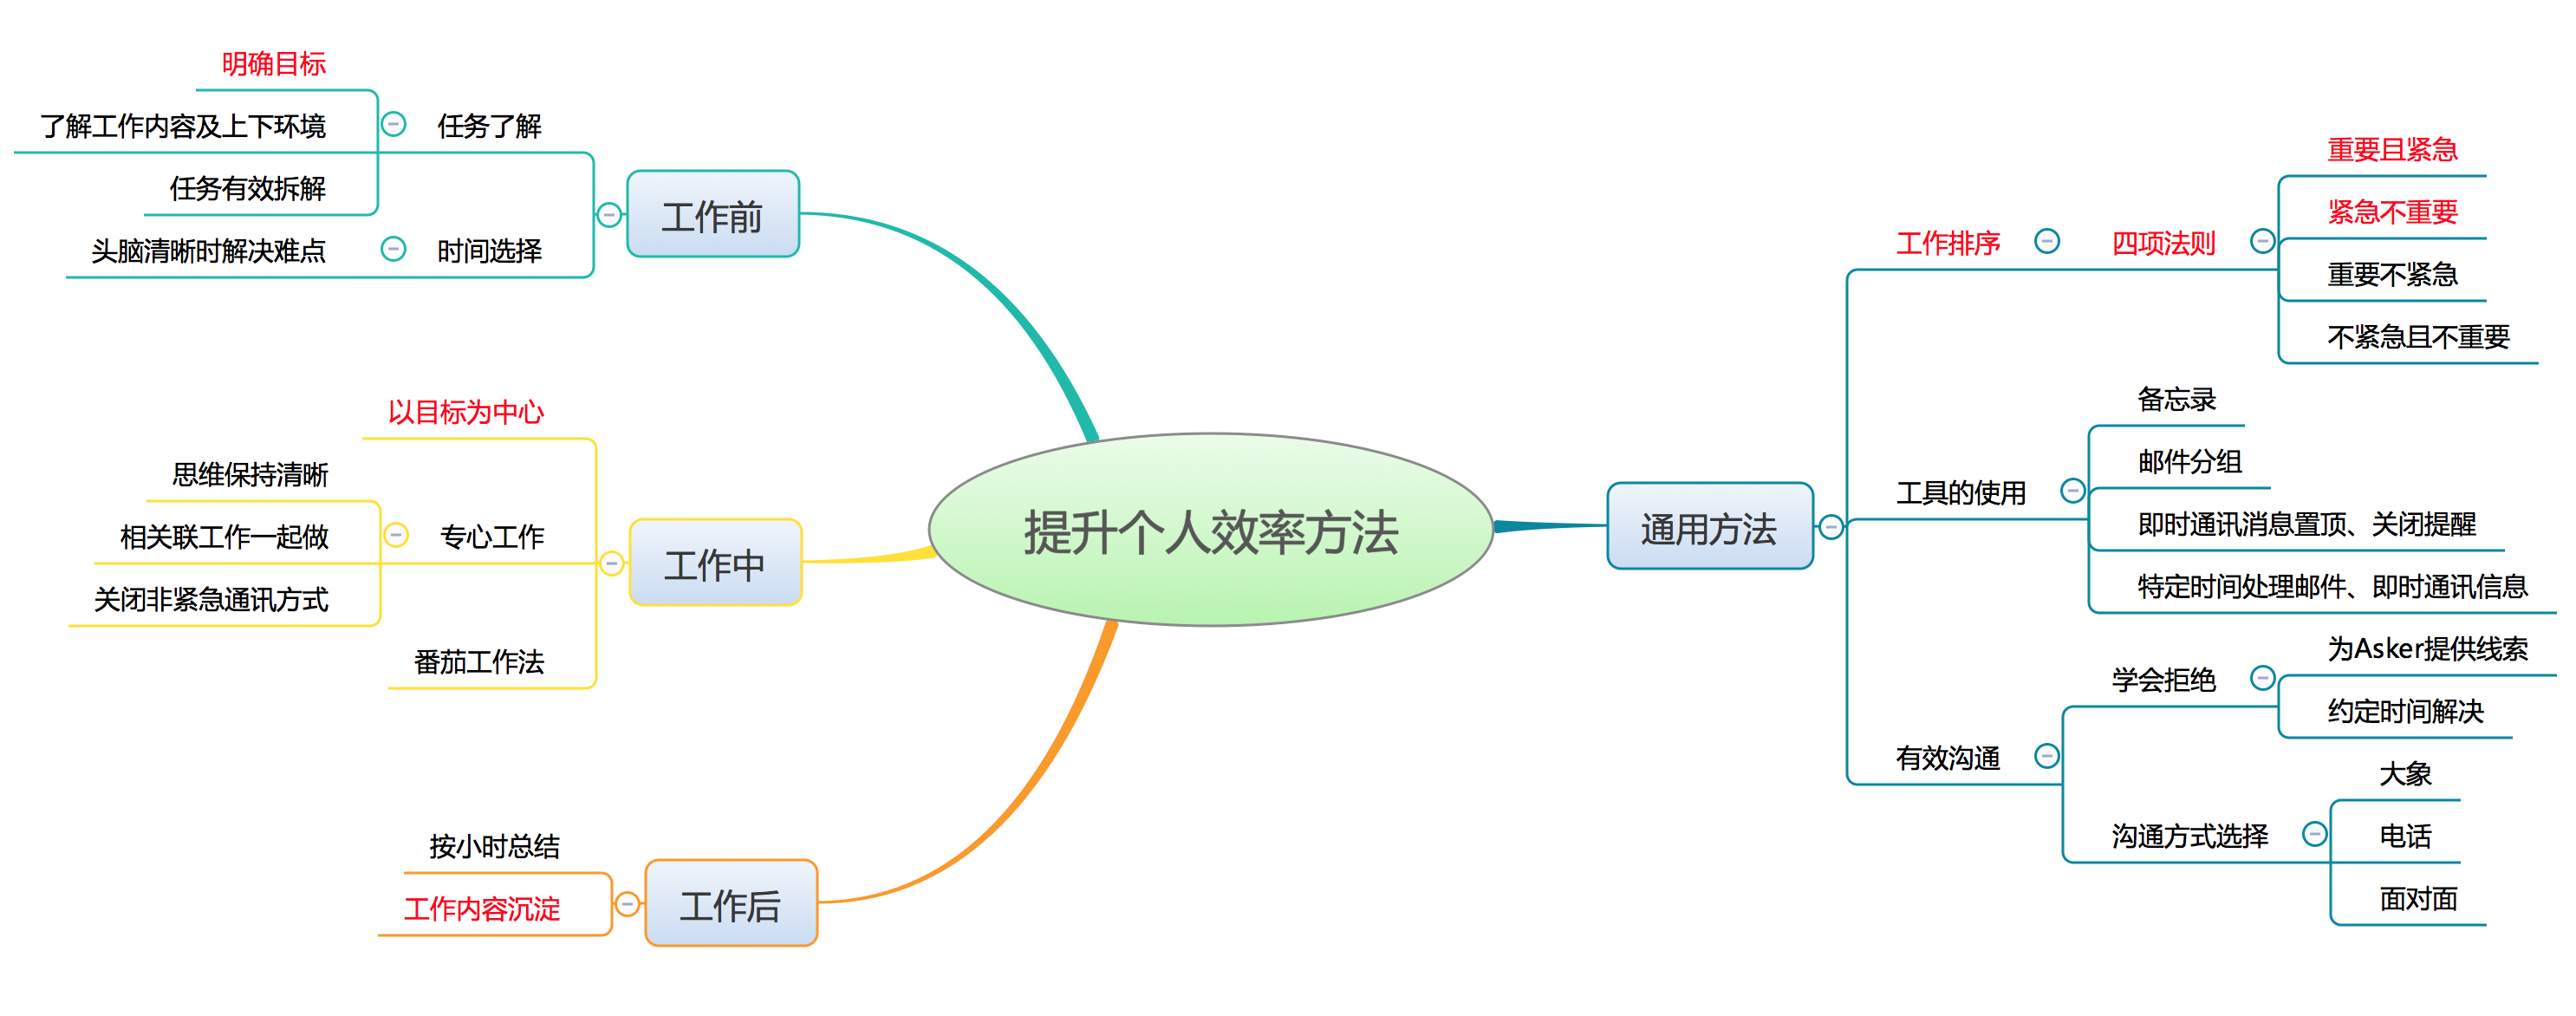 提升个人效率方法
工作前
任务了解
明确目标
了解工作内容及上下环境
任务有效拆解
时间选择
头脑清晰时解决难点
工作中
以目标为中心
专心工作
思维保持清晰
相关联工作一起做
关闭非紧急通讯方式
番茄工作法
工作后
按小时总结
工作内容沉淀
通用方法
工作排序
四项法则
重要且紧急
紧急不重要
重要不紧急
不紧急且不重要
工具的使用
备忘录
邮件分组
即时通讯消息置顶、关闭提醒
特定时间处理邮件、即时通讯信息
有效沟通
学会拒绝
为Asker提供线索
约定时间解决
沟通方式选择
大象
电话
面对面